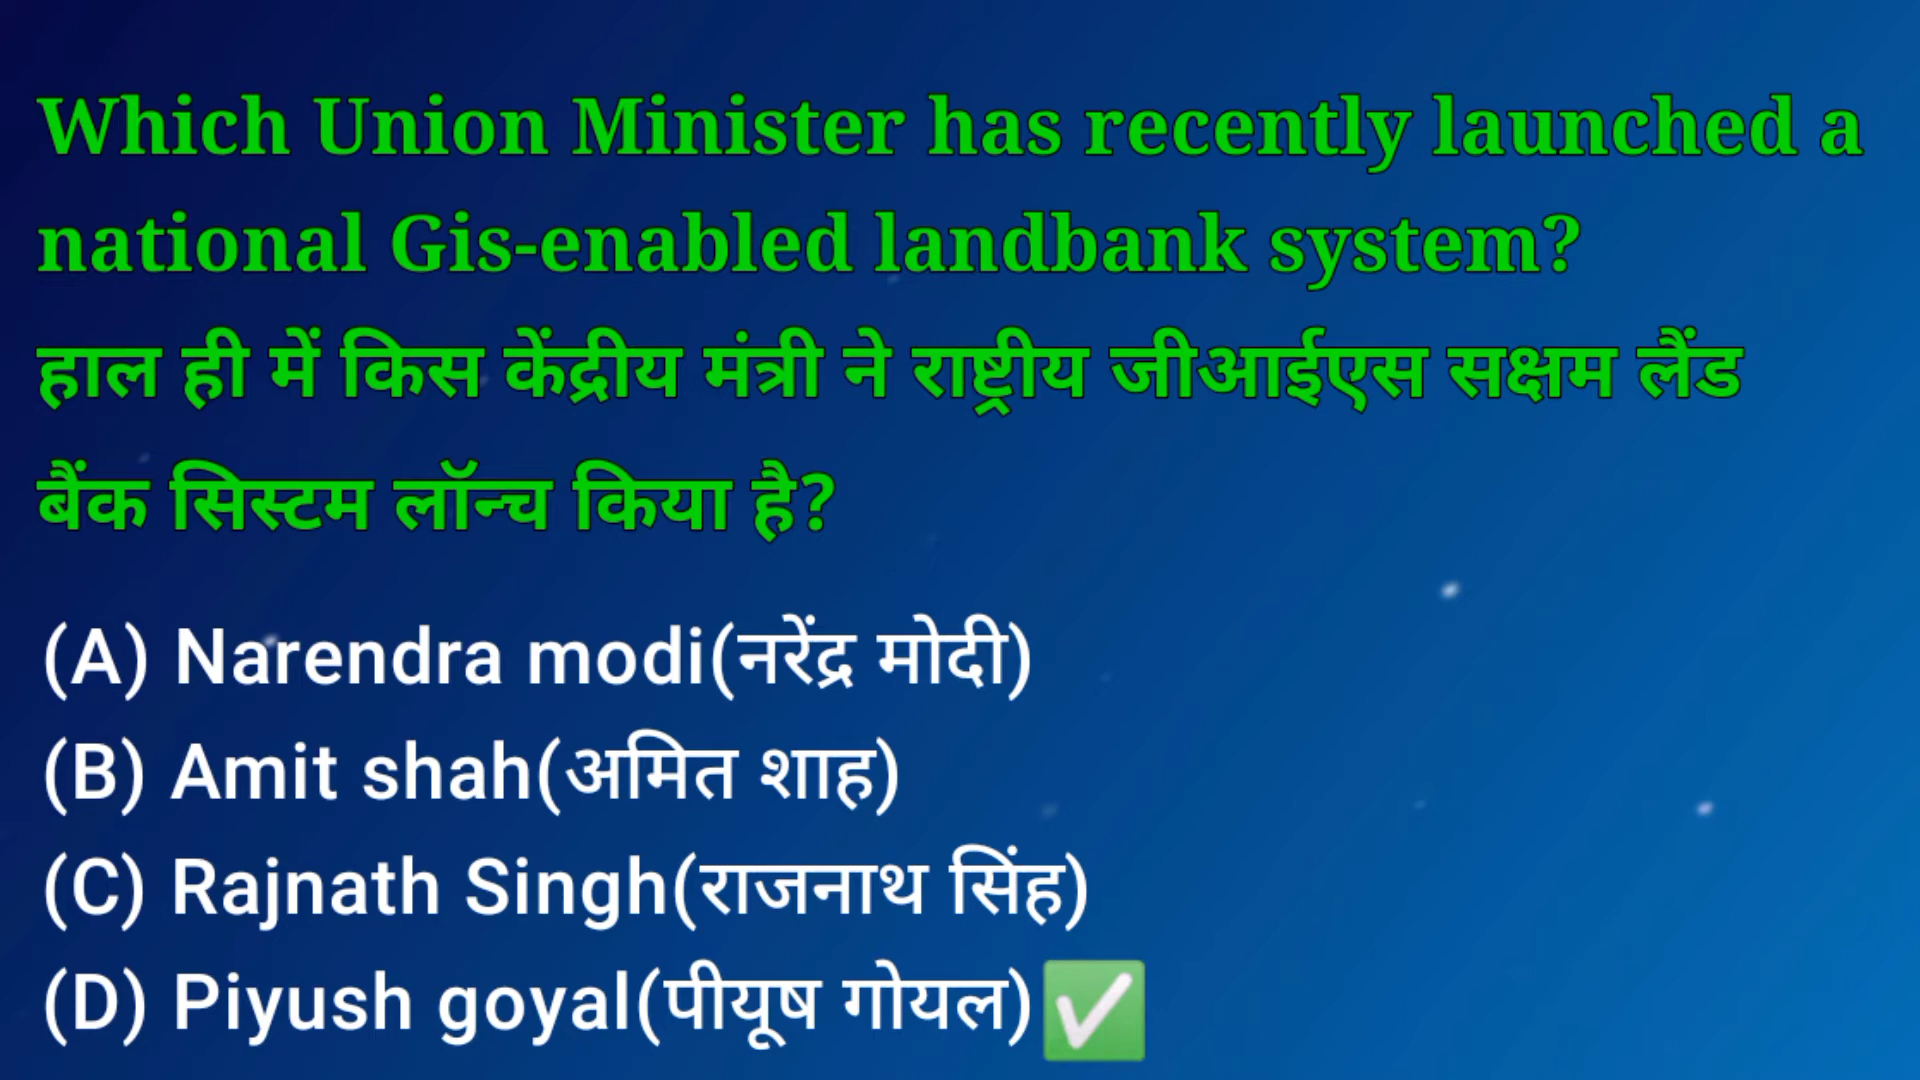 Which Union Minister has recently launched a
national Gis-enabled landbank system?
हाल ही में किस केंद्रीय मंत्री ने राष्ट्रीय जीआईएस सक्षम लैंड
बैंक सिस्टम लॉन्च किया है?
(A) Narendra modi(नरेंद्र मोदी)
(B) Amit shah(अमित शाह)
(C) Rajnath Singh(राजनाथ सिंह)
(D) Piyush goyal(पीयूष गोयल)✅